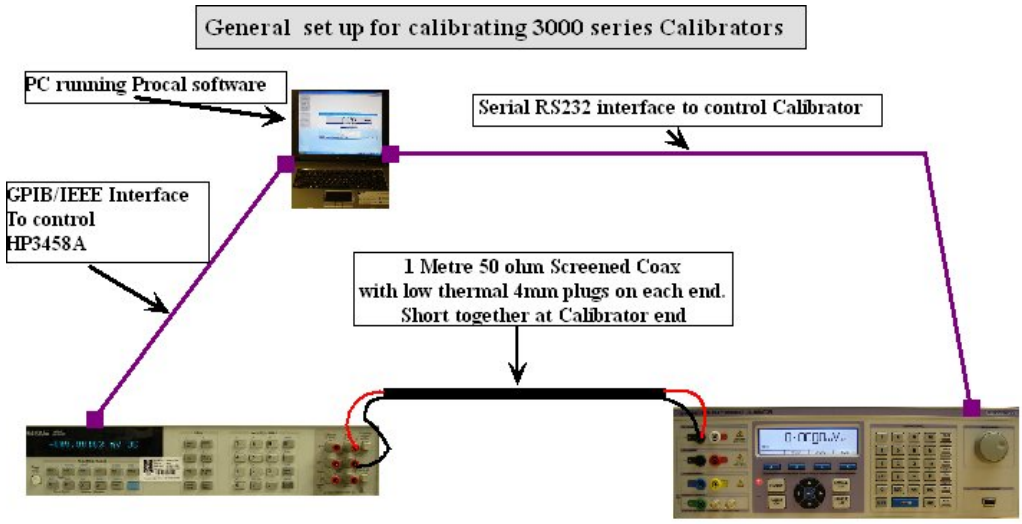 General set up for calibrating 3000 series Calibrators
PC running Procal software
Serial RS232 interface to control Calibrator
GPIB/IEEE Interface
To control
HP3458A
1 Metre 50 ohm Screened Coax
with low thermal 4mm plugs on each end.
Short together at Calibrator end